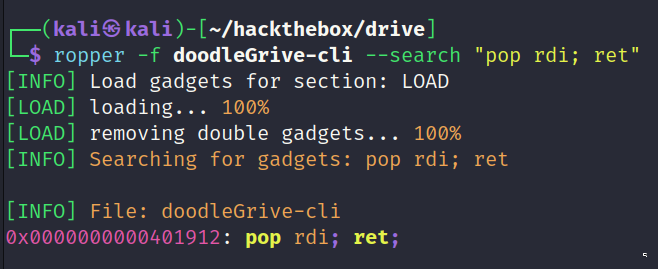 ┌──(kali㉿kali)-[~/hackthebox/drive]
└─$ ropper -f doodleGrive-cli --search "pop rdi; ret"
[INFO] Load gadgets for section: LOAD
[LOAD] loading... 100%
[LOAD] removing double gadgets... 100%
[INFO] Searching for gadgets: pop rdi; ret

[INFO] File: doodleGrive-cli
0x0000000000401912: pop rdi; ret;